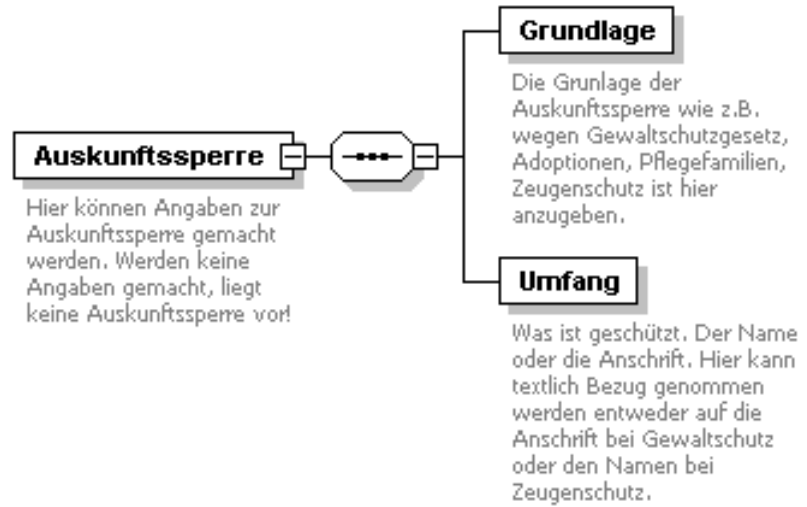 Grundlage
Die Grunlage der
Auskunftssperre wie z.B.
wegen Gewaltschutzgesetz,
Adoptionen, Pflegefamilien,
Zeugenschutz ist hier
anzugeben.
Auskunftssperre
Hier können Angaben zur
Auskunftssperre gemacht
werden. Werden keine
Angaben gemacht, liegt
keine Auskunftssperre vor!
Umfang
Was ist geschützt. Der Name
oder die Anschrift. Hier kann
textlich Bezug genommen
werden entweder auf die
Anschrift bei Gewaltschutz
oder den Namen bei
Zeugenschutz.